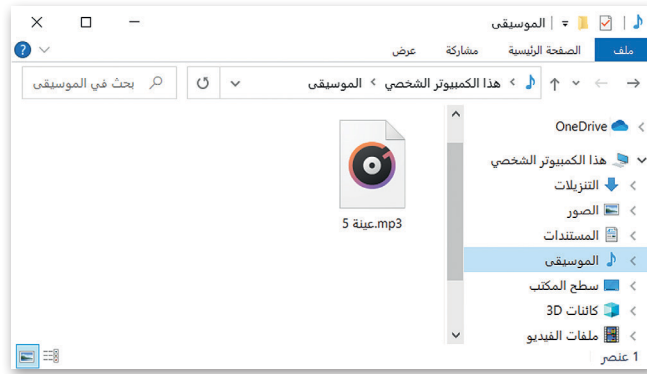 الموسيقى
ملف الصفحة الرئيسية مشاركة عرض
هذا الكمبيوتر الشخصي > الموسيقى
بحث في الموسيقى
OneDrive
هذا الكمبيوتر الشخصي
التنزيلات
الصور
المستندات
الموسيقى
سطح المكتب
كائنات 3D
ملفات الفيديو
عينة 5.mp3
1 عنصر